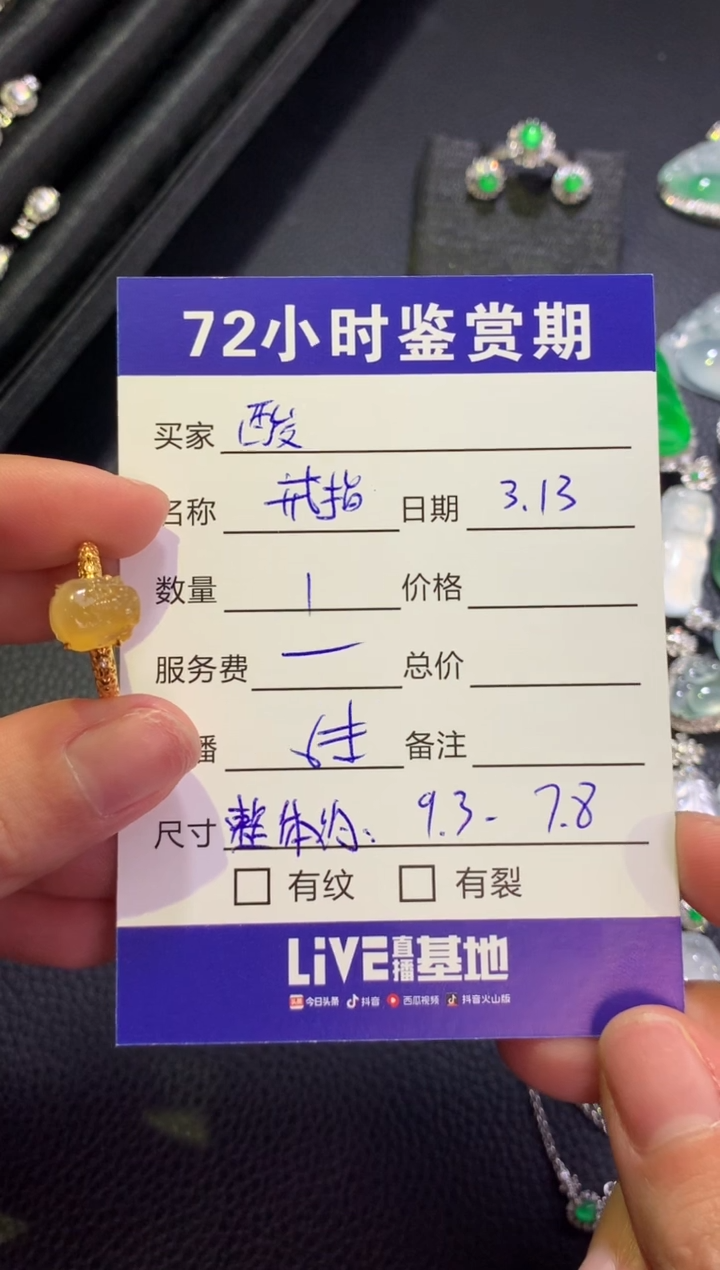 72小时鉴赏期
买家 酸
名称 戒指 日期 3.13
数量 1 价格
服务费 一 总价
播 备注
尺寸 整体约: 9.3- 7.8
□ 有纹 □ 有裂
LiVE直播基地
头条 今日头条 抖音 西瓜视频 抖音火山版